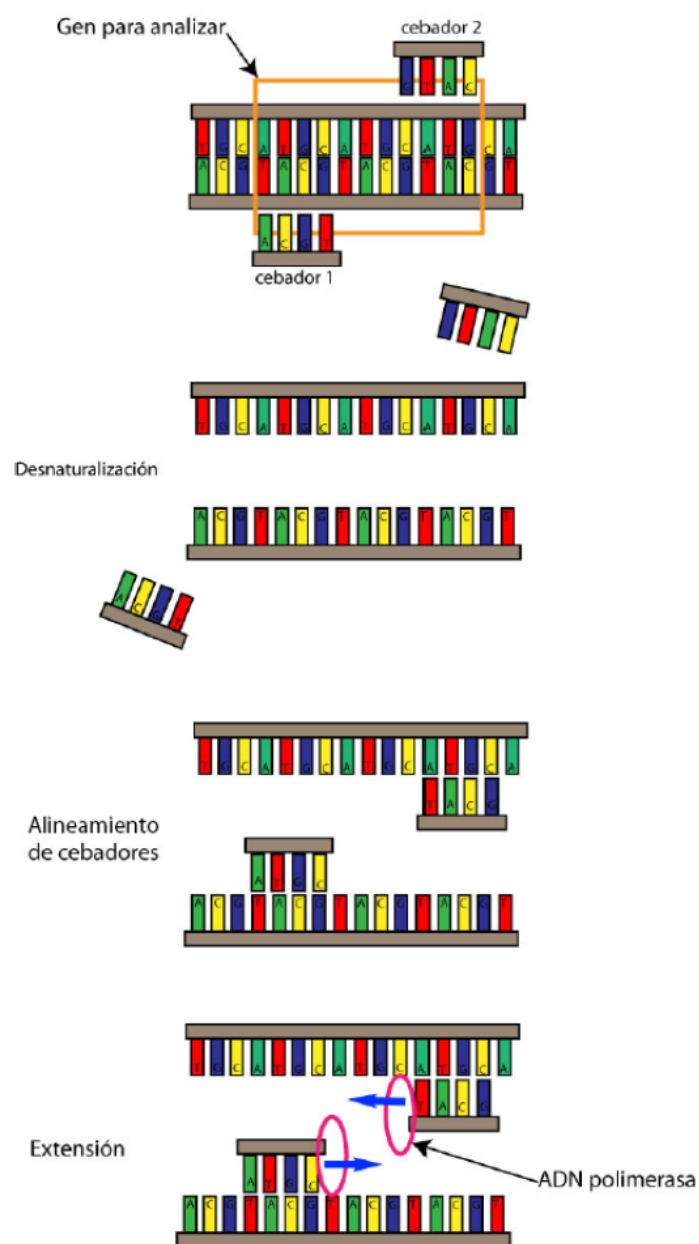 Gen para analizar
cebador 2
G T A C
T G C A T G C A T G C A T G C A
A C G T A C G T A C G T A C G T
A C G T
cebador 1
T G C A T G C A T G C A T G C A
Desnaturalización
A C G T A C G T A C G T A C G T
A C G T
T G C A T G C A T G C A T G C A
T A C G
Alineamiento
de cebadores
A T G C
A C G T A C G T A C G T A C G T
T G C A T G C A T G C A T G C A
T A C G
Extensión
A T G C
ADN polimerasa
A C G T A C G T A C G T A C G T